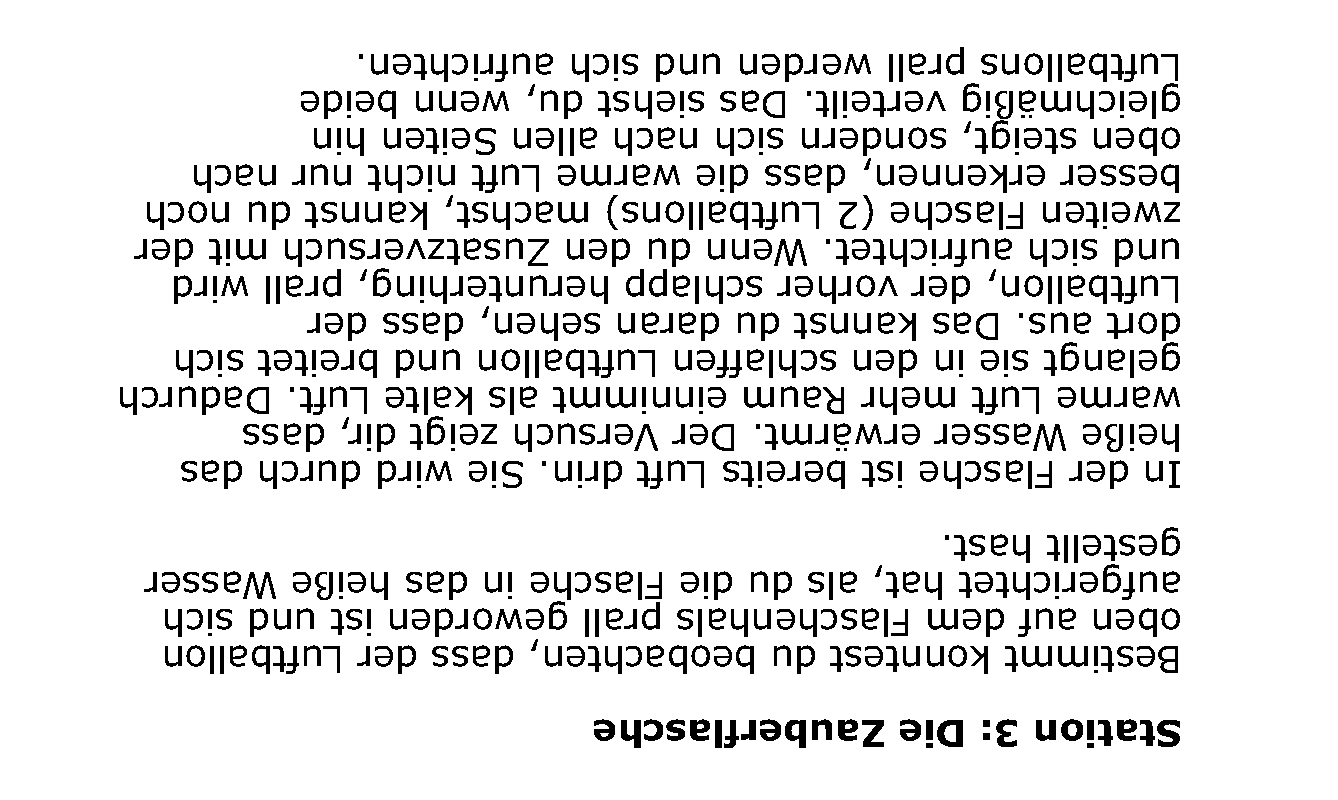 Station 3: Die Zauberflasche
Bestimmt konntest du beobachten, dass der Luftballon
oben auf dem Flaschenhals prall geworden ist und sich
aufgerichtet hat, als du die Flasche in das heiße Wasser
gestellt hast.
In der Flasche ist bereits Luft drin. Sie wird durch das
heiße Wasser erwärmt. Der Versuch zeigt dir, dass
warme Luft mehr Raum einnimmt als kalte Luft. Dadurch
gelangt sie in den schlaffen Luftballon und breitet sich
dort aus. Das kannst du daran sehen, dass der
Luftballon, der vorher schlapp herunterhing, prall wird
und sich aufrichtet. Wenn du den Zusatzversuch mit der
zweiten Flasche (2 Luftballons) machst, kannst du noch
besser erkennen, dass die warme Luft nicht nur nach
oben steigt, sondern sich nach allen Seiten hin
gleichmäßig verteilt. Das siehst du, wenn beide
Luftballons prall werden und sich aufrichten.